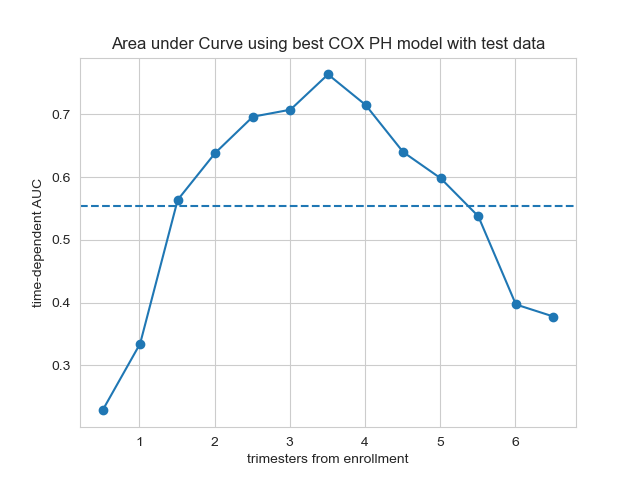 Area under Curve using best COX PH model with test data
time-dependent AUC
0.7
0.6
0.5
0.4
0.3
1 2 3 4 5 6
trimesters from enrollment